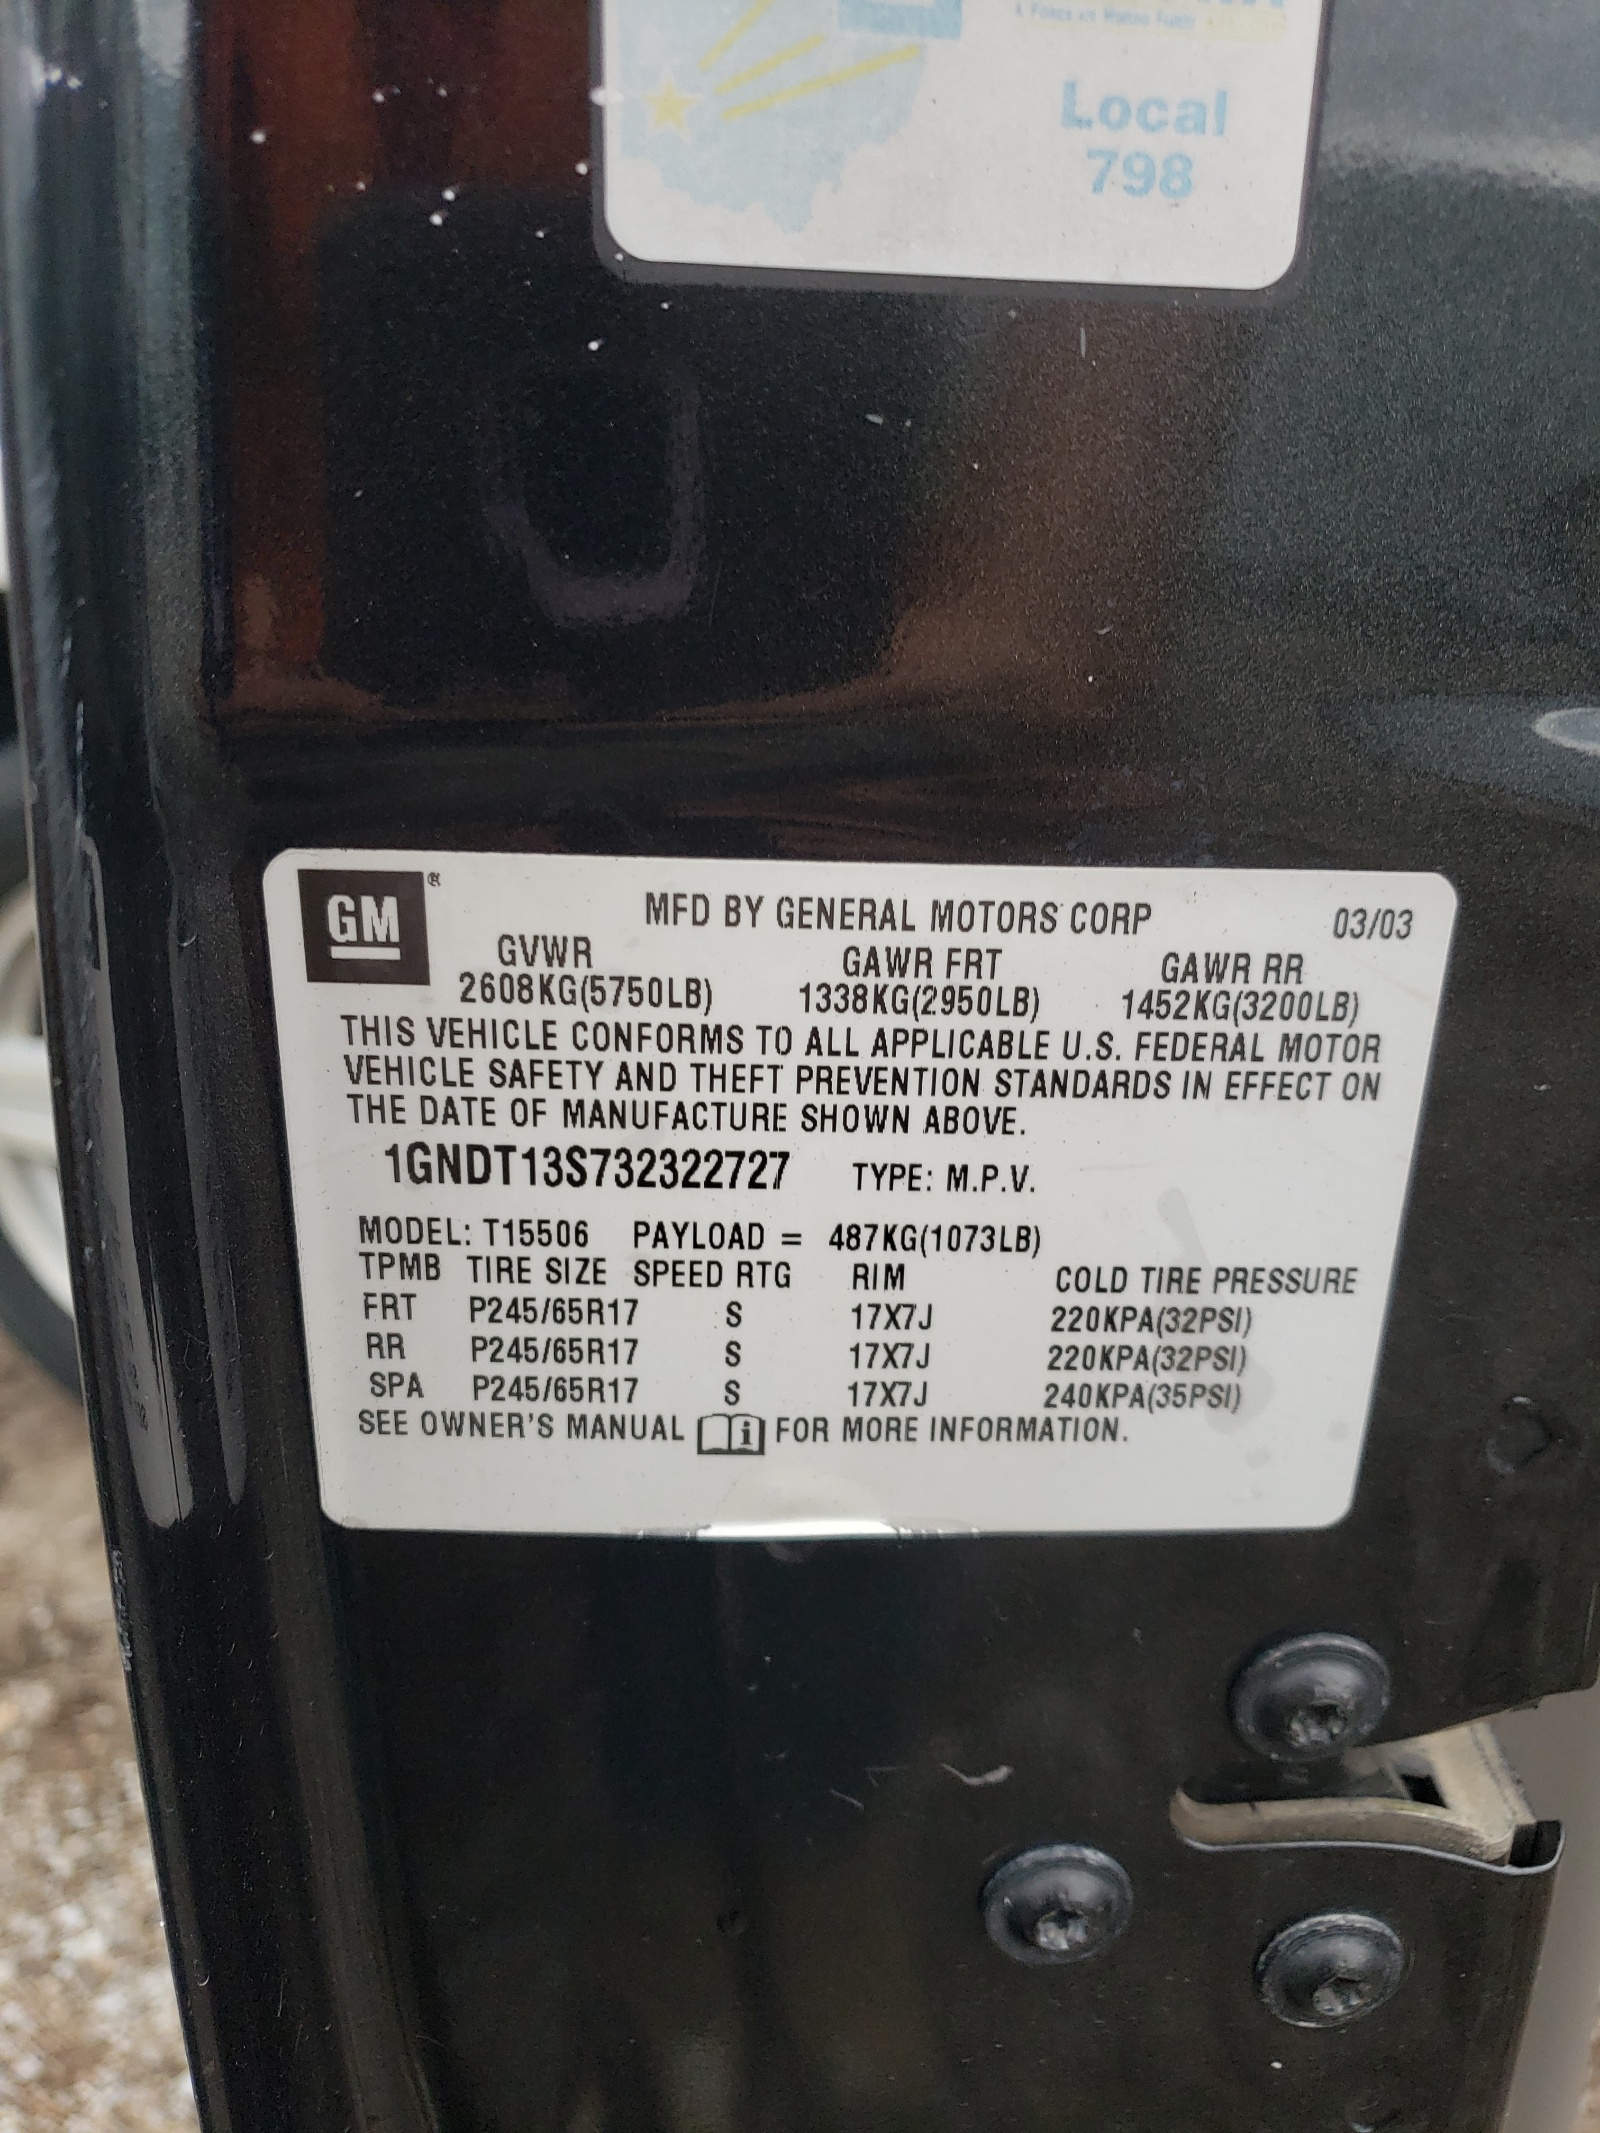 Local
798
GM®
MFD BY GENERAL MOTORS CORP 03/03
GVWR GAWR FRT GAWR RR
2608KG(5750LB) 1338KG(2950LB) 1452KG(3200LB)
THIS VEHICLE CONFORMS TO ALL APPLICABLE U.S. FEDERAL MOTOR
VEHICLE SAFETY AND THEFT PREVENTION STANDARDS IN EFFECT ON
THE DATE OF MANUFACTURE SHOWN ABOVE.
1GNDT13S732322727 TYPE: M.P.V.
MODEL: T15506 PAYLOAD = 487KG(1073LB)
TPMB TIRE SIZE SPEED RTG RIM COLD TIRE PRESSURE
FRT P245/65R17 S 17X7J 220KPA(32PSI)
RR P245/65R17 S 17X7J 220KPA(32PSI)
SPA P245/65R17 S 17X7J 240KPA(35PSI)
SEE OWNER'S MANUAL i FOR MORE INFORMATION.